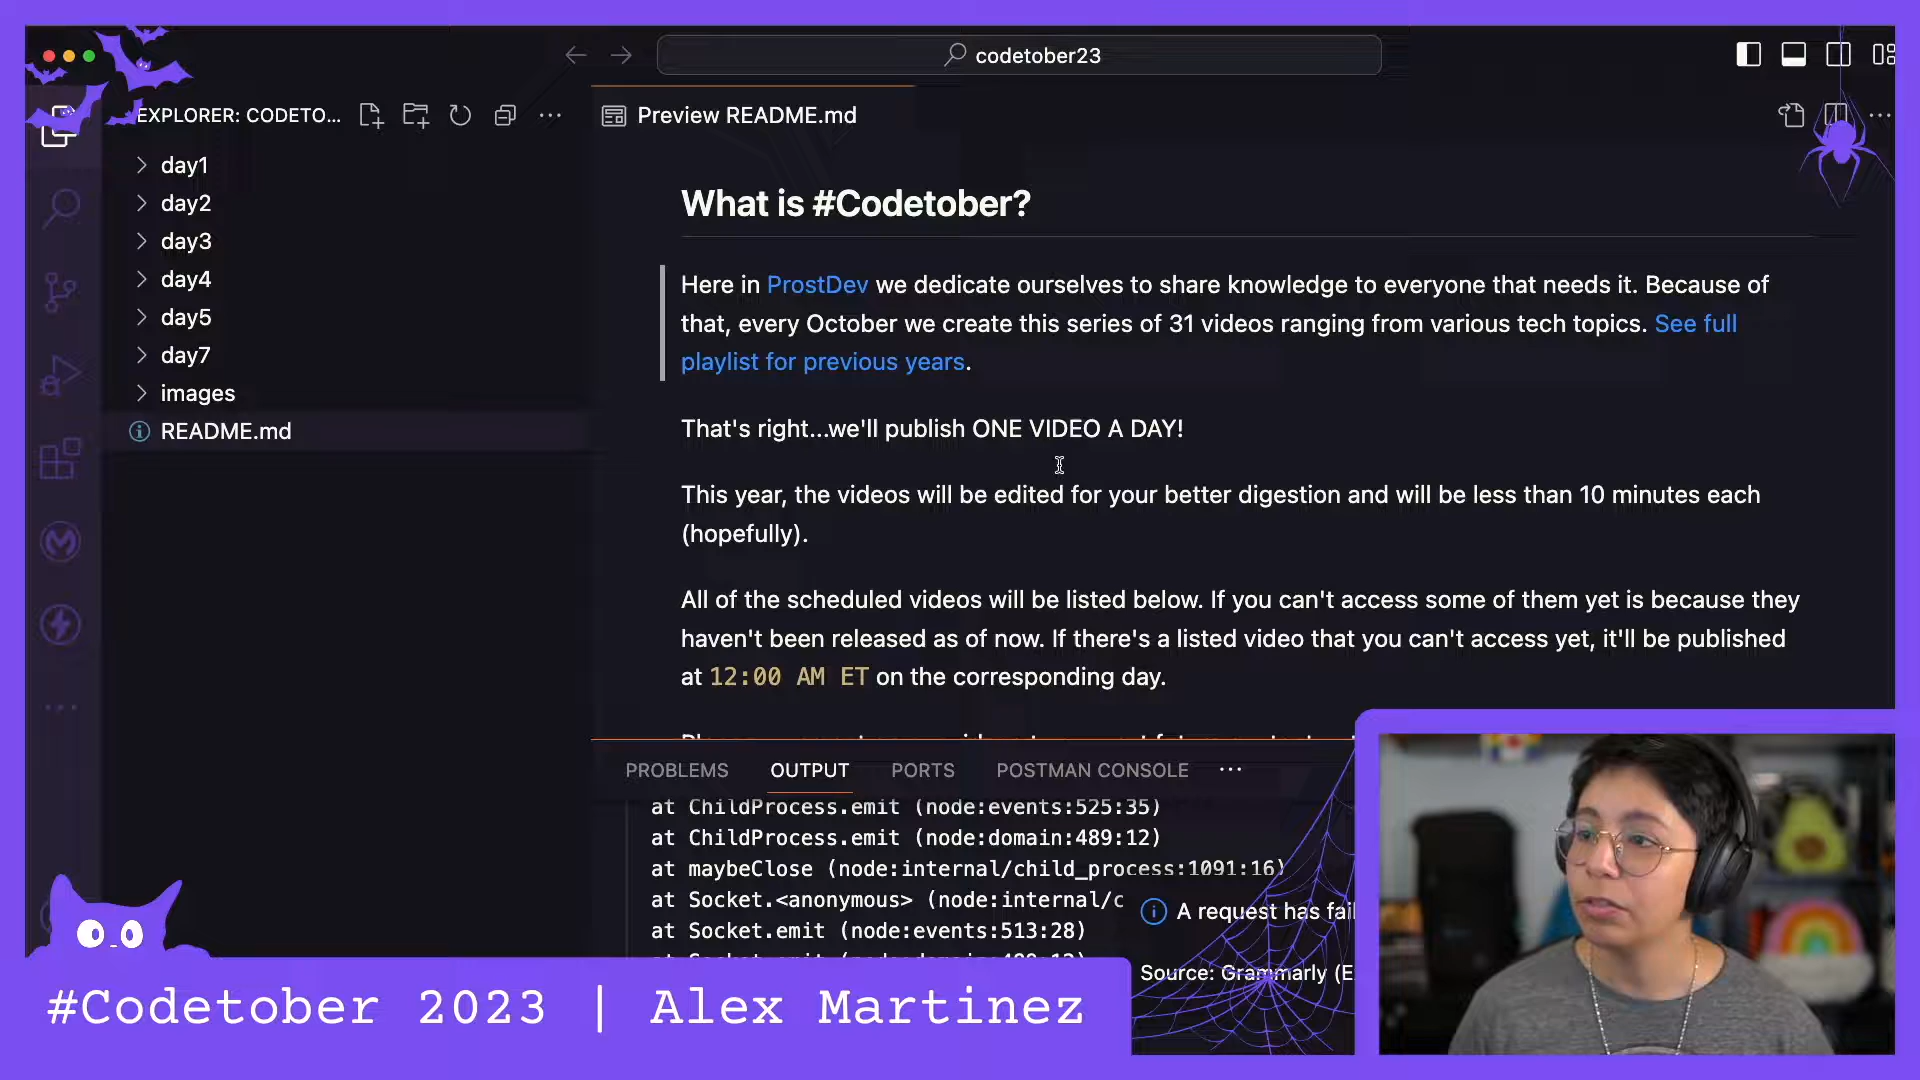 codetober23
EXPLORER: CODETO...
Preview README.md
day1
day2
day3
day4
day5
day7
images
README.md
What is #Codetober?
Here in ProstDev we dedicate ourselves to share knowledge to everyone that needs it. Because of
that, every October we create this series of 31 videos ranging from various tech topics. See full
playlist for previous years.
That's right...we'll publish ONE VIDEO A DAY!
This year, the videos will be edited for your better digestion and will be less than 10 minutes each
(hopefully).
All of the scheduled videos will be listed below. If you can't access some of them yet is because they
haven't been released as of now. If there's a listed video that you can't access yet, it'll be published
at 12:00 AM ET on the corresponding day.
PROBLEMS OUTPUT PORTS POSTMAN CONSOLE
at ChildProcess.emit (node:events:525:35)
at ChildProcess.emit (node:domain:489:12)
at maybeClose (node:internal/child_process:1091:16)
at Socket.<anonymous> (node:internal/c
at Socket.emit (node:events:513:28)
A request has fai
Source: Grammarly (E
#Codetober 2023 | Alex Martinez